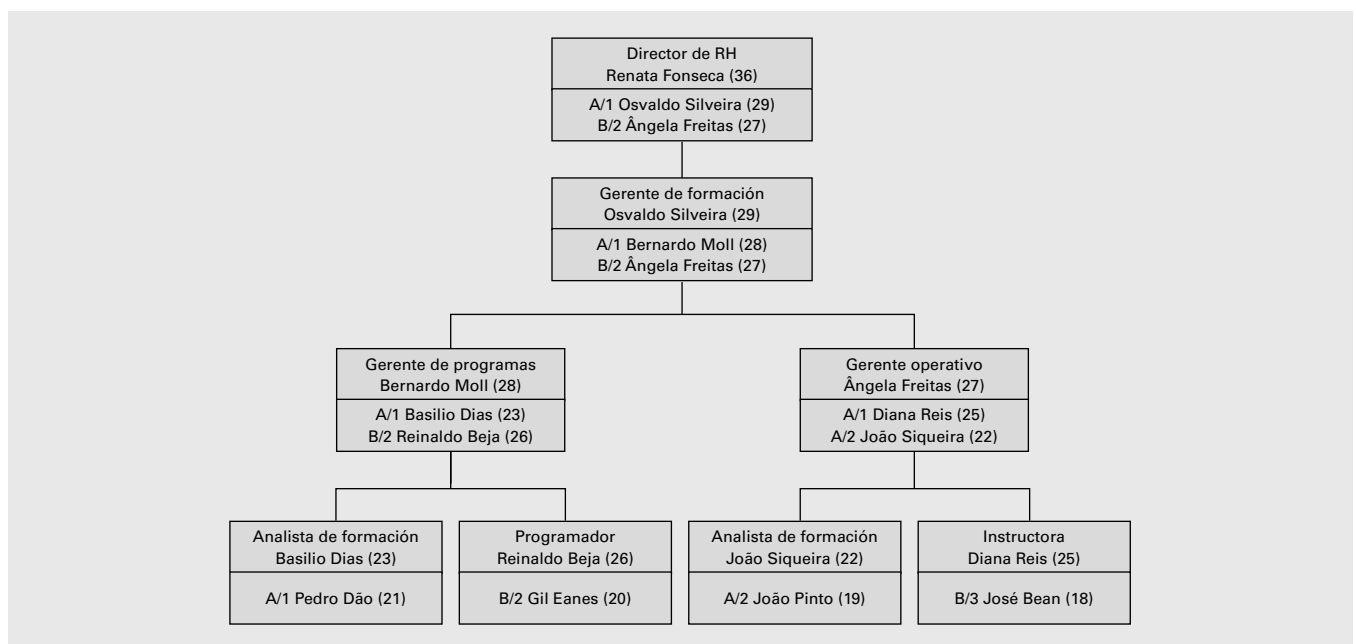 Director de RH
Renata Fonseca (36)
A/1 Osvaldo Silveira (29)
B/2 Ângela Freitas (27)
Gerente de formación
Osvaldo Silveira (29)
A/1 Bernardo Moll (28)
B/2 Ângela Freitas (27)
Gerente de programas
Bernardo Moll (28)
A/1 Basilio Dias (23)
B/2 Reinaldo Beja (26)
Gerente operativo
Ângela Freitas (27)
A/1 Diana Reis (25)
A/2 João Siqueira (22)
Analista de formación
Basilio Dias (23)
A/1 Pedro Dão (21)
Programador
Reinaldo Beja (26)
B/2 Gil Eanes (20)
Analista de formación
João Siqueira (22)
A/2 João Pinto (19)
Instructora
Diana Reis (25)
B/3 José Bean (18)